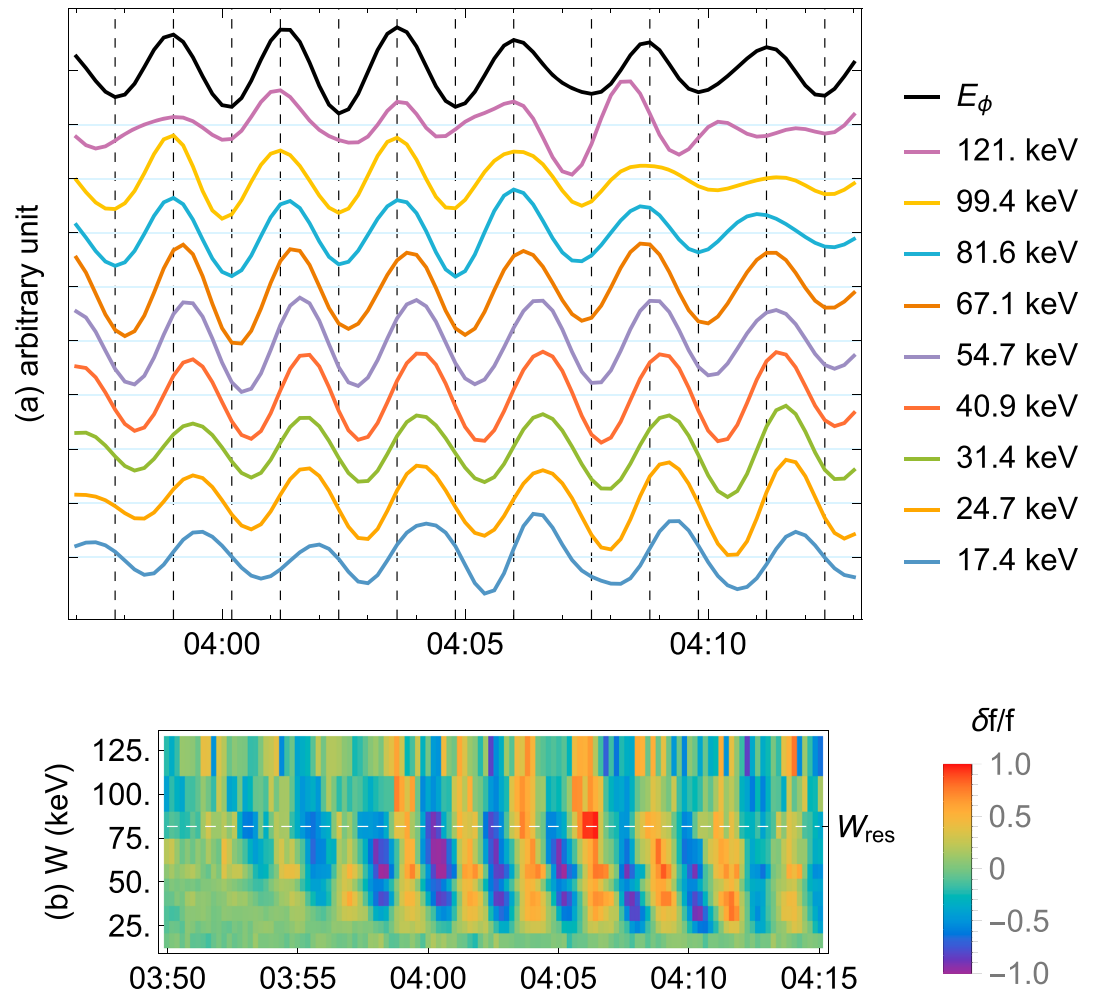 (a) arbitrary unit
04:00 04:05 04:10
Eϕ
121. keV
99.4 keV
81.6 keV
67.1 keV
54.7 keV
40.9 keV
31.4 keV
24.7 keV
17.4 keV
(b) W (keV)
125.
100.
75.
50.
25.
03:50 03:55 04:00 04:05 04:10 04:15
Wres
δf/f
1.0
0.5
0
−0.5
−1.0